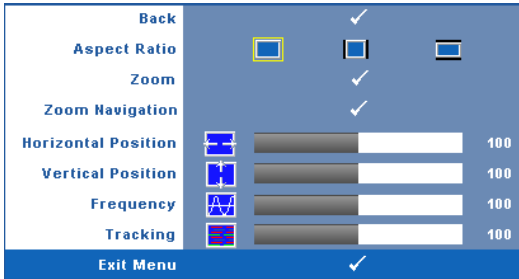 Back
Aspect Ratio
Zoom
Zoom Navigation
Horizontal Position 100
Vertical Position 100
Frequency 100
Tracking 100
Exit Menu